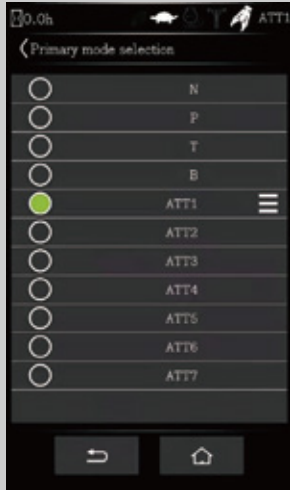 0.0h ATT1
Primary mode selection
N
P
T
B
ATT1
ATT2
ATT3
ATT4
ATT5
ATT6
ATT7